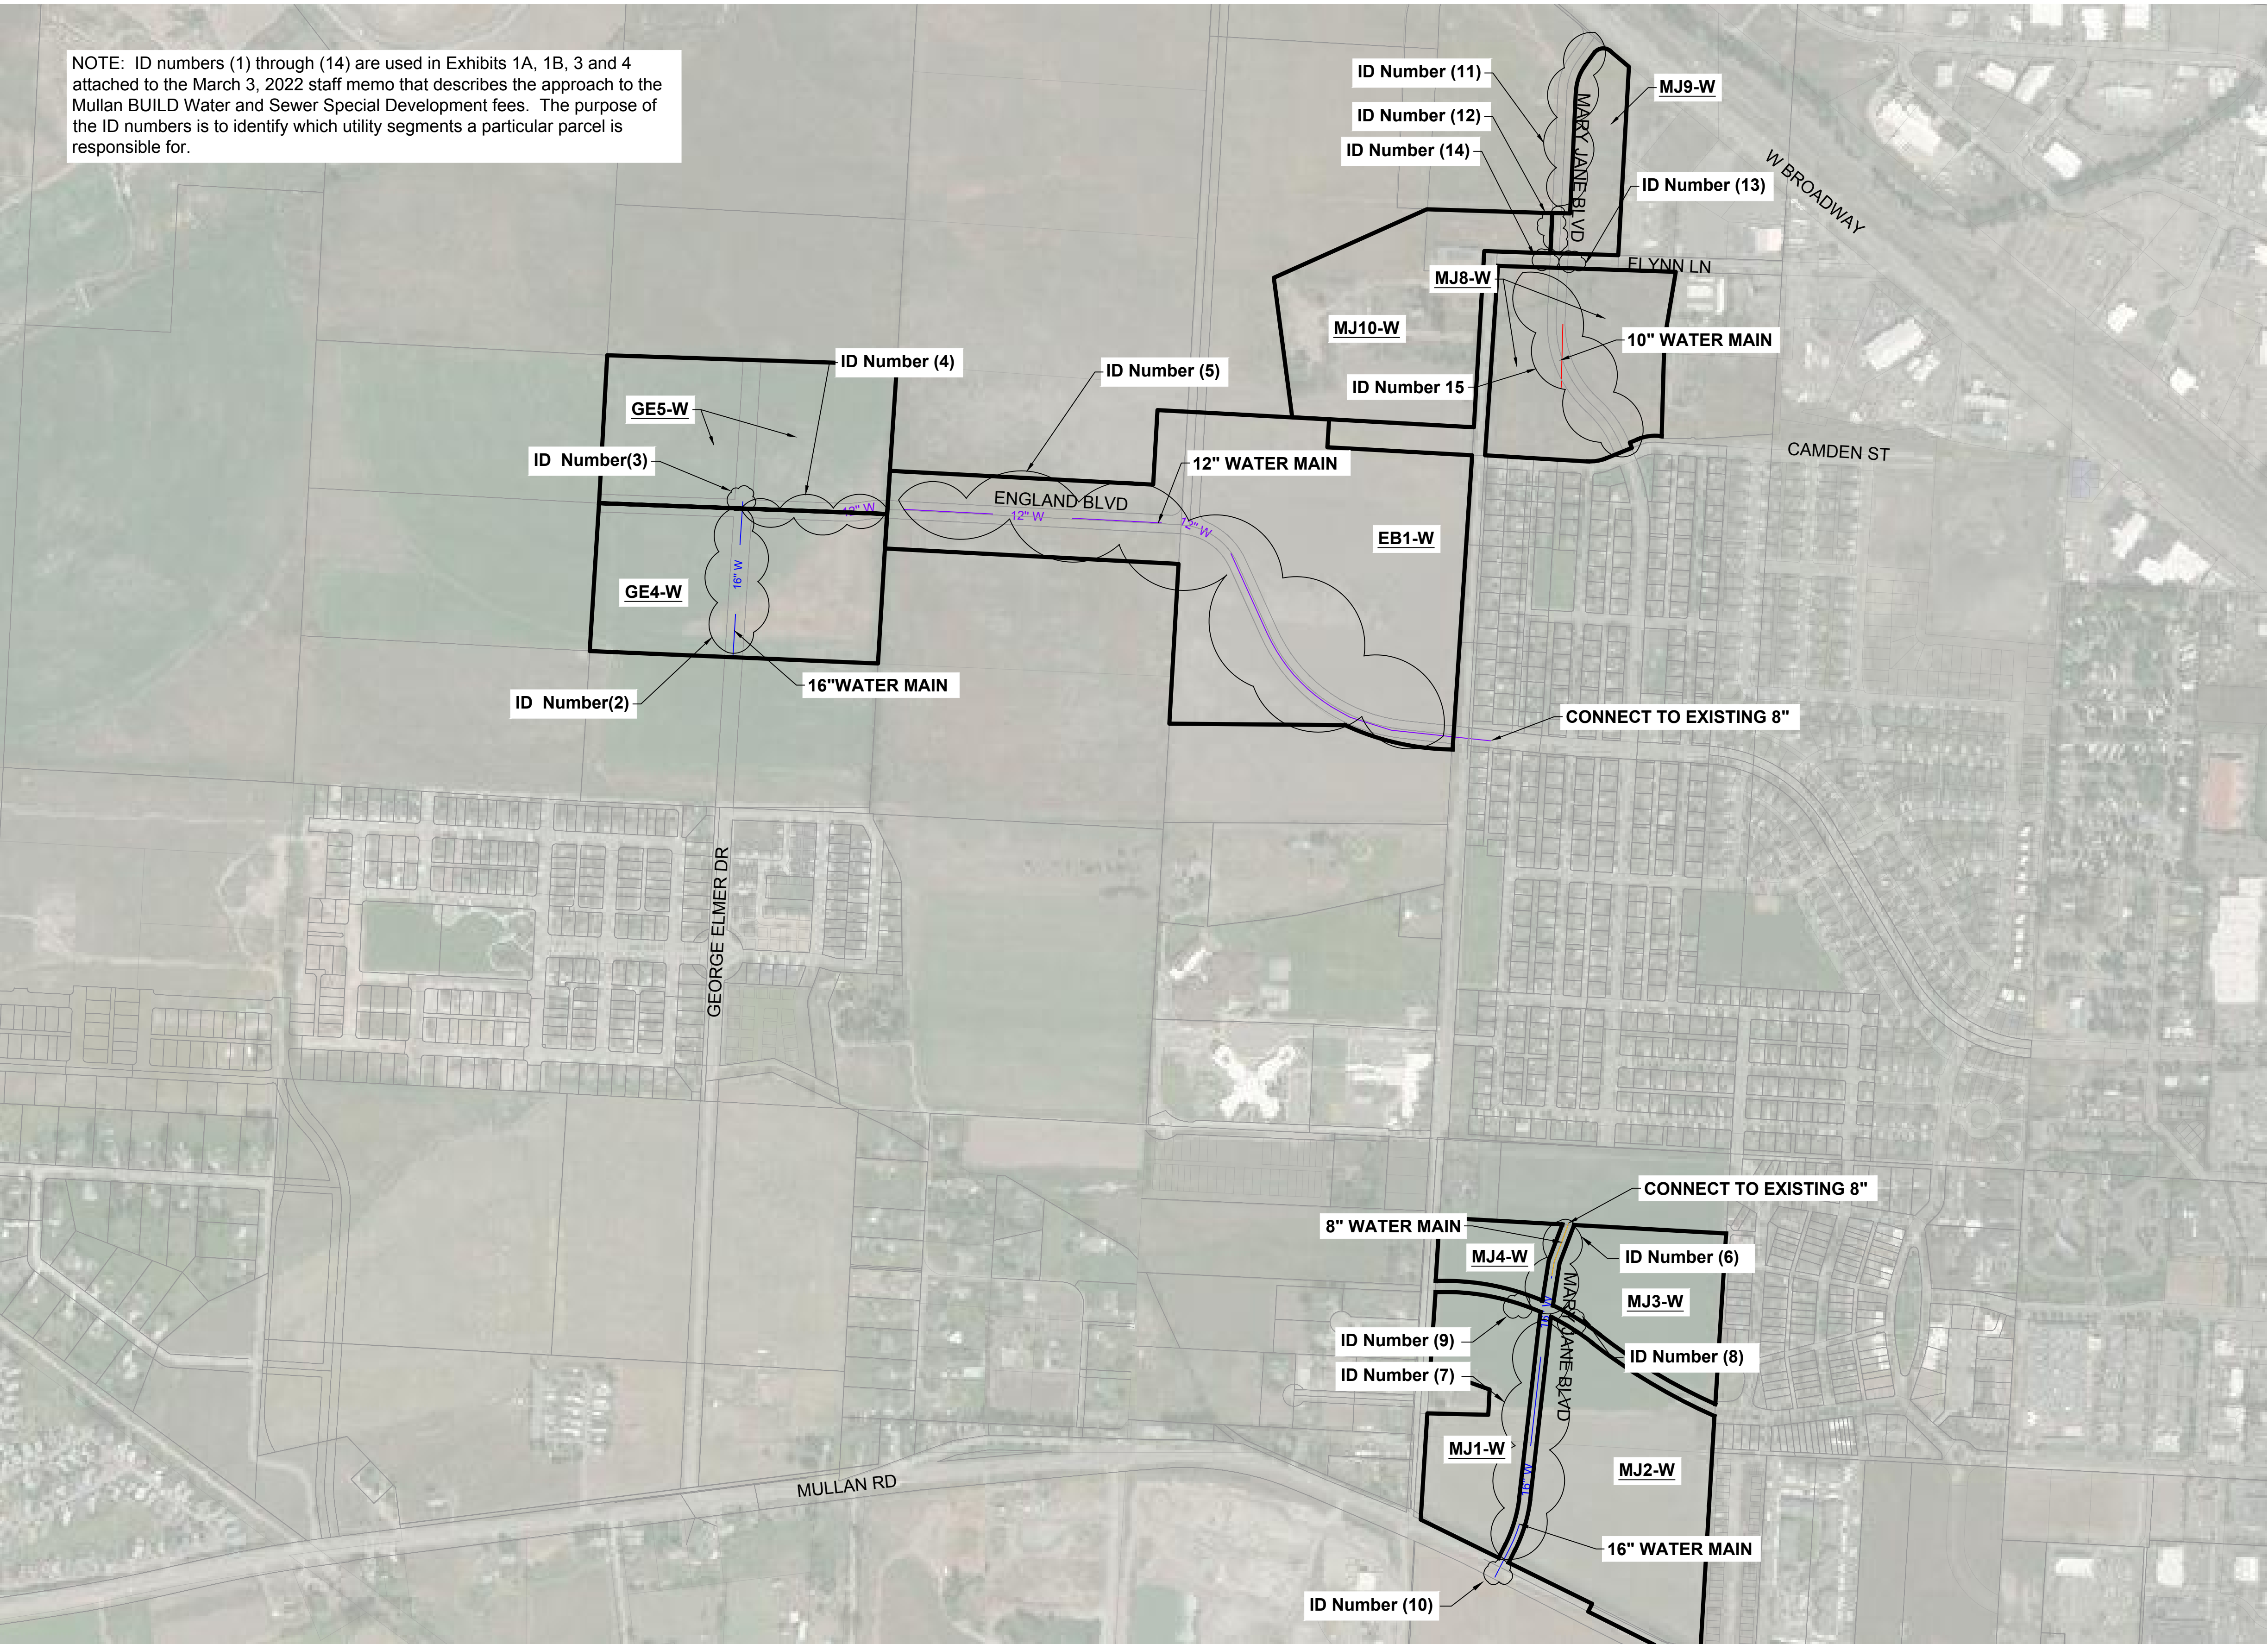 NOTE:  ID numbers (1) through (14) are used in Exhibits 1A, 1B, 3 and 4
attached to the March 3, 2022 staff memo that describes the approach to the
Mullan BUILD Water and Sewer Special Development fees.  The purpose of
the ID numbers is to identify which utility segments a particular parcel is
responsible for.
ID Number (11)
MJ9-W
ID Number (12)
MARY JANE BLVD
ID Number (14)
W BROADWAY
ID Number (13)
FLYNN LN
MJ8-W
MJ10-W
10" WATER MAIN
ID Number (4)
ID Number (5)
ID Number 15
GE5-W
CAMDEN ST
ID  Number(3)
12" WATER MAIN
ENGLAND BLVD
12" W
12" W
12" W
EB1-W
16" W
GE4-W
16"WATER MAIN
ID  Number(2)
CONNECT TO EXISTING 8"
GEORGE ELMER DR
CONNECT TO EXISTING 8"
8" WATER MAIN
MJ4-W
ID Number (6)
MJ3-W
16" W
MARY JANE BLVD
ID Number (9)
ID Number (8)
ID Number (7)
MJ1-W
MJ2-W
16" W
MULLAN RD
16" WATER MAIN
ID Number (10)